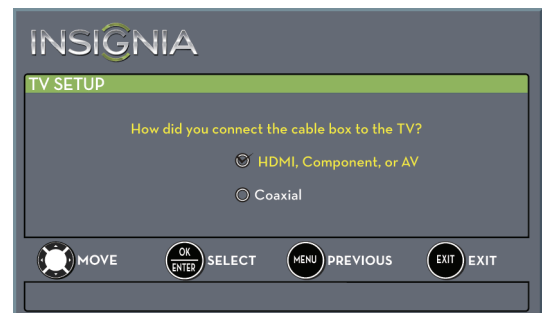 INSIGNIA
TV SETUP
How did you connect the cable box to the TV?
HDMI, Component, or AV
Coaxial
MOVE OK ENTER SELECT MENU PREVIOUS EXIT EXIT